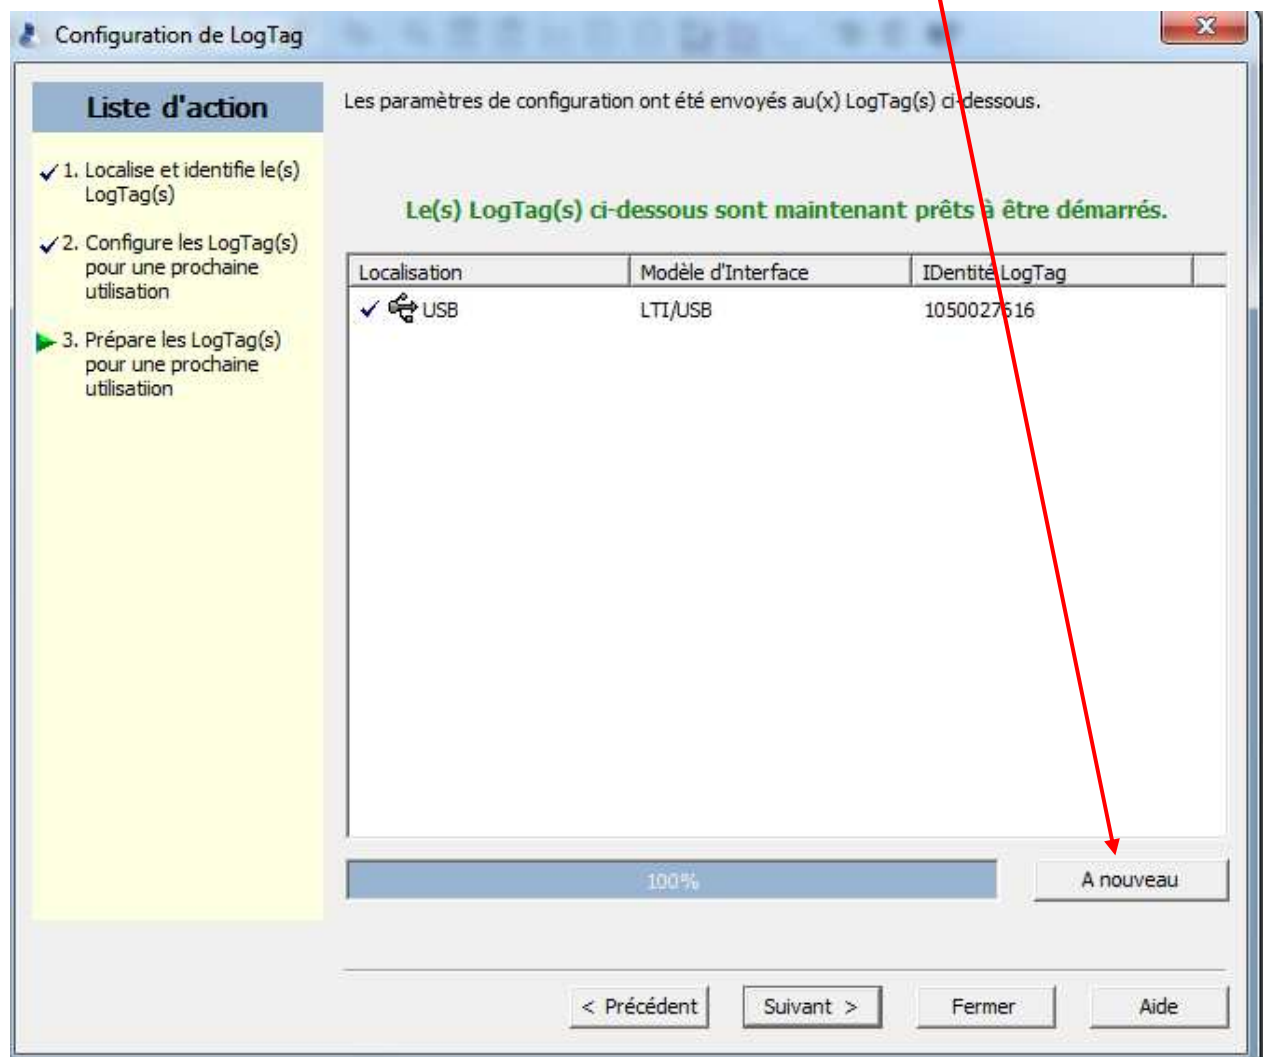 Configuration de LogTag
Liste d'action
1. Localise et identifie le(s)
LogTag(s)
2. Configure les LogTag(s)
pour une prochaine
utilisation
3. Prépare les LogTag(s)
pour une prochaine
utilisatiion
Les paramètres de configuration ont été envoyés au(x) LogTag(s) ci-dessous.
Le(s) LogTag(s) ci-dessous sont maintenant prêts à être démarrés.
Localisation Modèle d'Interface IDentité LogTag
USB LTI/USB 1050027616
100%
A nouveau
< Précédent Suivant > Fermer Aide